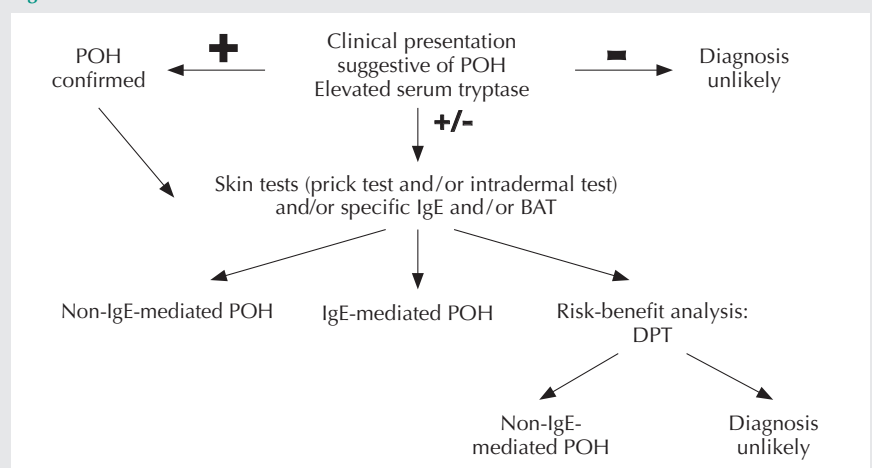 POH
confirmed
+
Clinical presentation
suggestive of POH
Elevated serum tryptase
-
Diagnosis
unlikely
+/-
Skin tests (prick test and/or intradermal test)
and/or specific IgE and/or BAT
Non-IgE-mediated POH
IgE-mediated POH
Risk-benefit analysis:
DPT
Non-IgE-
mediated POH
Diagnosis
unlikely